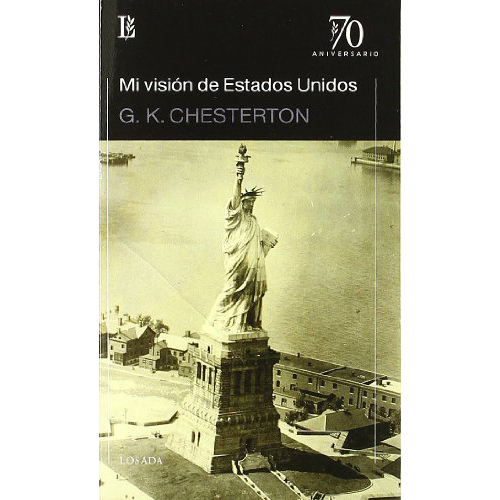 L
70
ANIVERSARIO
Mi visión de Estados Unidos
G. K. CHESTERTON
LOSADA